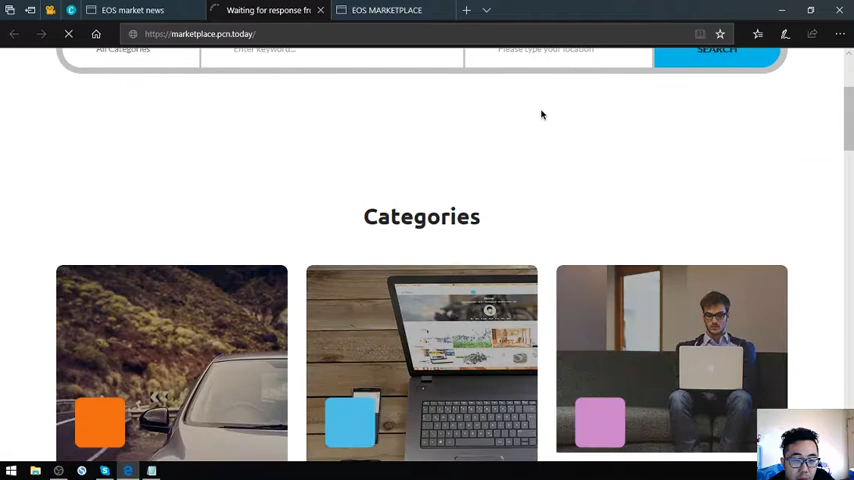 EOS market news
Waiting for response fr
EOS MARKETPLACE
https://marketplace.pcn.today/
All Categories
Enter keyword...
Please type your location
SEARCH
Categories